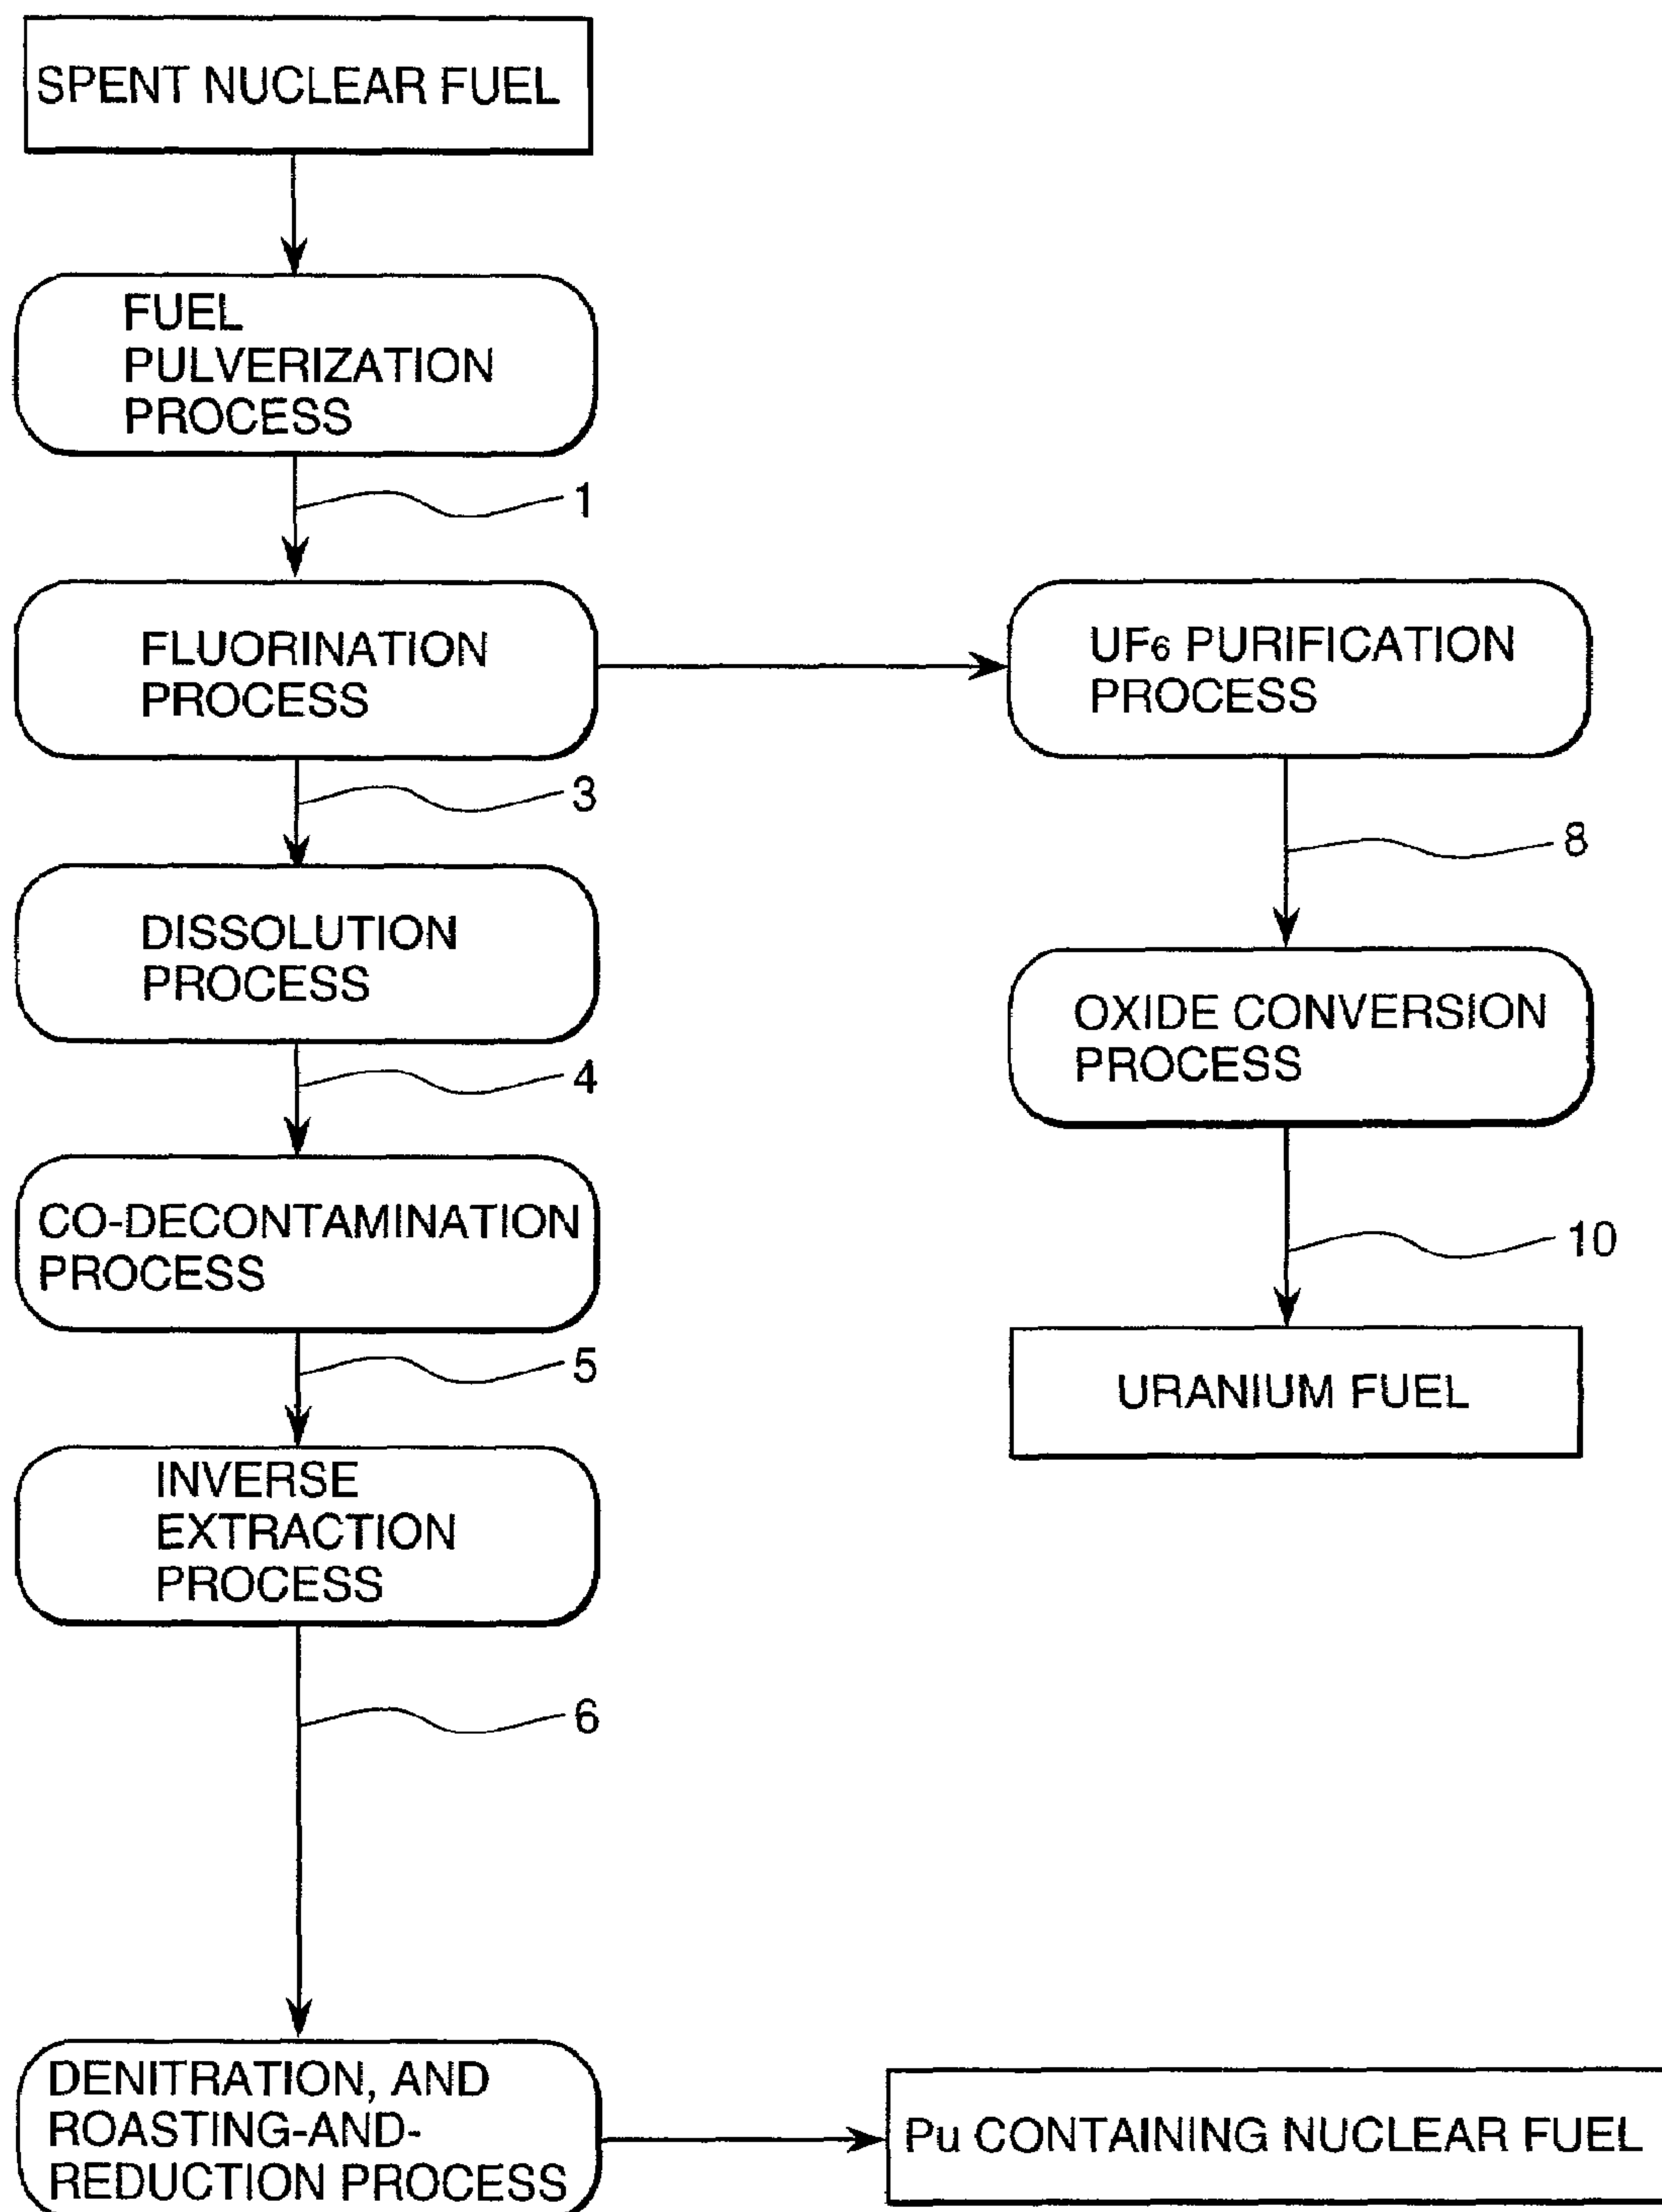 SPENT NUCLEAR FUEL
FUEL
PULVERIZATION
PROCESS
1
FLUORINATION
PROCESS
UF6 PURIFICATION
PROCESS
3
8
DISSOLUTION
PROCESS
OXIDE CONVERSION
PROCESS
4
10
CO-DECONTAMINATION
PROCESS
5
URANIUM FUEL
INVERSE
EXTRACTION
PROCESS
6
DENITRATION, AND
ROASTING-AND-
REDUCTION PROCESS
Pu CONTAINING NUCLEAR FUEL